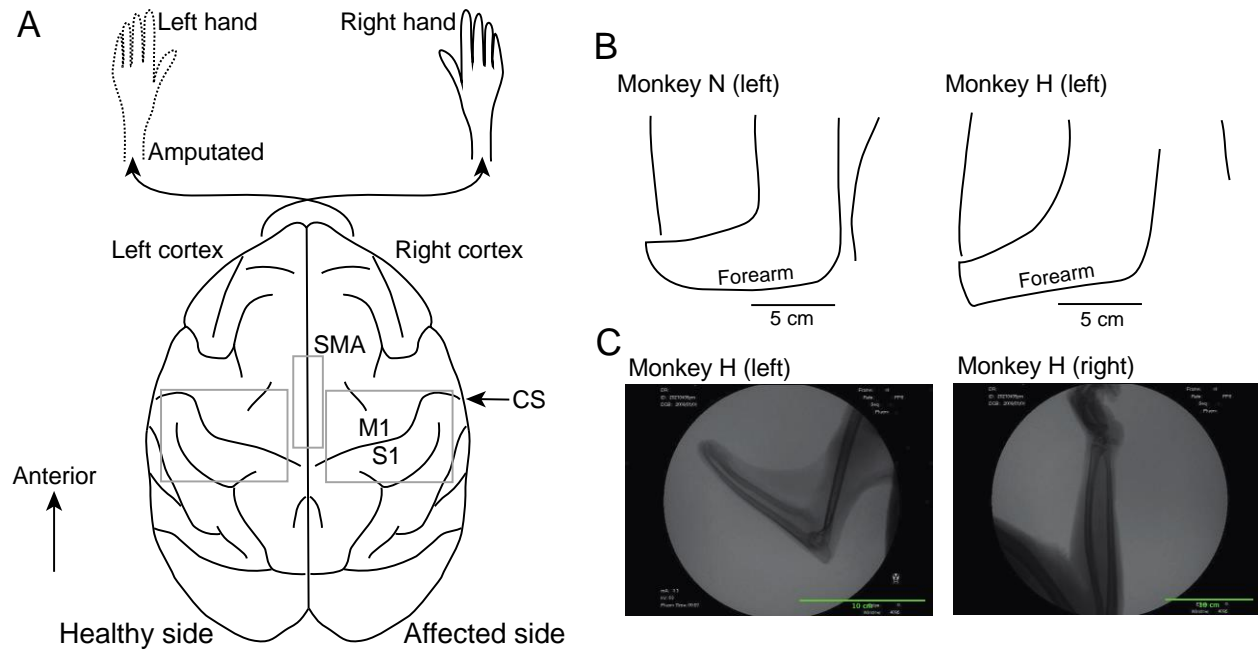 A
Left hand
Right hand
Amputated
Left cortex
Right cortex
SMA
CS
M1
S1
Anterior
Healthy side
Affected side
B
Monkey N (left)
Monkey H (left)
Forearm
Forearm
5 cm
5 cm
C
Monkey H (left)
Monkey H (right)
10 cm
10 cm